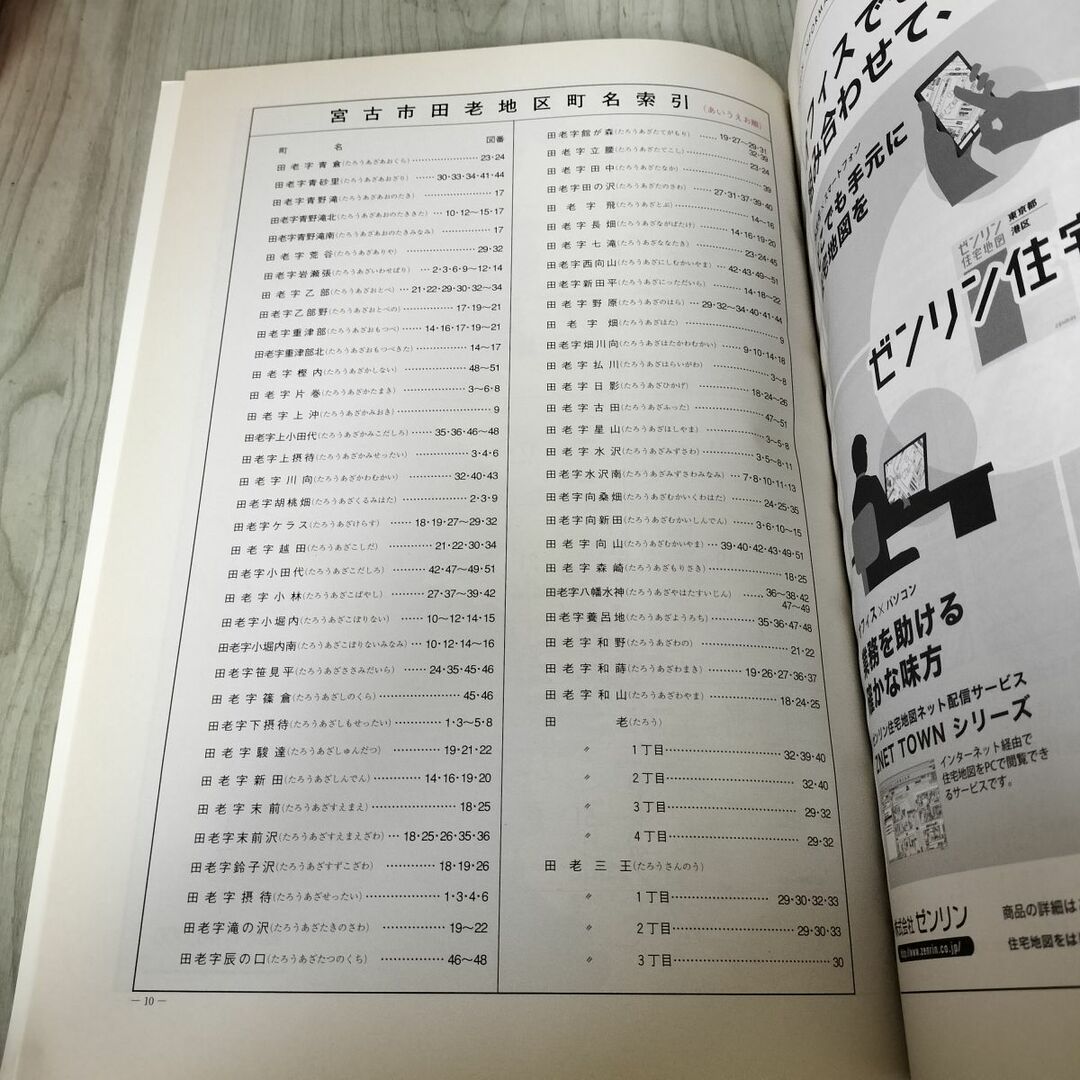 宮古市田老地区町名索引(あいうえお順)
町名 図番
田老字青倉(たろうあざあおぐら)…………23・24
田老字青砂里(たろうあざあおざり)……30・33・34・41・44
田老字青野滝(たろうあざあおのたき)…………17
田老字青野滝北(たろうあざあおのたききた)…10・12〜15・17
田老字青野滝南(たろうあざあおのたきみなみ)…………17
田老字荒谷(たろうあざありや)…………29・32
田老字岩瀬張(たろうあざいわせばり)…2・3・6・9〜12・14
田老字乙部(たろうあざおとべ)…21・22・29・30・32〜34
田老字乙部野(たろうあざおとべの)…………17・19〜21
田老字重津部(たろうあざおもつべ)……14・16・17・19〜21
田老字重津部北(たろうあざおもつべきた)…………14〜17
田老字樫内(たろうあざかしない)…………48〜51
田老字片巻(たろうあざかたまき)…………3〜6・8
田老字上沖(たろうあざかみおき)…………9
田老字上小田代(たろうあざかみこだしろ)……35・36・46〜48
田老字上摂待(たろうあざかみせったい)…………3・4・6
田老字川向(たろうあざかわむかい)…………32・40・43
田老字胡桃畑(たろうあざくるみはた)…………2・3・9
田老字ケラス(たろうあざけらす)……18・19・27〜29・32
田老字越田(たろうあざこしだ)…………21・22・30・34
田老字小田代(たろうあざこだしろ)…………42・47〜49・51
田老字小林(たろうあざこばやし)…………27・37〜39・42
田老字小堀内(たろうあざこぼりない)……10〜12・14・15
田老字小堀内南(たろうあざこぼりないみなみ)…10・12・14〜16
田老字笹見平(たろうあざささみだいら)……24・35・45・46
田老字篠倉(たろうあざしのくら)…………45・46
田老字下摂待(たろうあざしもせったい)…………1・3〜5・8
田老字駿達(たろうあざしゅんだつ)…………19・21・22
田老字新田(たろうあざしんでん)…………14・16・19・20
田老字末前(たろうあざすえまえ)…………18・25
田老字末前沢(たろうあざすえまえざわ)…18・25・26・35・36
田老字鈴子沢(たろうあざすずこざわ)…………18・19・26
田老字摂待(たろうあざせったい)…………1・3・4・6
田老字滝の沢(たろうあざたきのさわ)…………19〜22
田老字辰の口(たろうあざたつのくち)…………46〜48
田老字館が森(たろうあざたてがもり)……19・27〜29・31
32・39
田老字立腰(たろうあざたてこし)…………23・24
田老字田中(たろうあざたなか)…………39
田老字田の沢(たろうあざたのさわ)……27・31・37・39・40
田老字飛(たろうあざとぶ)…………14〜16
田老字長畑(たろうあざながばたけ)……14・16・19・20
田老字七滝(たろうあざななたき)…………23・24・45
田老字西向山(たろうあざにしむかいやま)……42・43・49〜51
田老字新田平(たろうあざにっただいら)…………14・18〜22
田老字野原(たろうあざのはら)……29・32〜34・40・41・44
田老字畑(たろうあざはた)…………9
田老字畑川向(たろうあざはたかわむかい)……9・10・14・18
田老字払川(たろうあざはらいがわ)…………3〜8
田老字日影(たろうあざひかげ)…………18・24〜26
田老字古田(たろうあざふった)…………47〜51
田老字星山(たろうあざほしやま)…………3〜5・8
田老字水沢(たろうあざみずさわ)…………3・5〜8・11
田老字水沢南(たろうあざみずさわみなみ)……7・8・10・11・13
田老字向桑畑(たろうあざむかいくわはた)…………24・25・35
田老字向新田(たろうあざむかいしんでん)……3・6・10〜15
田老字向山(たろうあざむかいやま)…39・40・42・43・49・51
田老字森崎(たろうあざもりさき)…………18・25
田老字八幡水神(たろうあざやはたすいじん)……36〜38・42
47〜49
田老字養呂地(たろうあざようろち)…………35・36・47・48
田老字和野(たろうあざわの)…………21・22
田老字和蒔(たろうあざわまき)…………19・26・27・36・37
田老字和山(たろうあざわやま)…………18・24・25
田老(たろう)
〃 1丁目…………32・39・40
〃 2丁目…………32・40
〃 3丁目…………29・32
〃 4丁目…………29・32
田老三王(たろうさんのう)
〃 1丁目…………29・30・32・33
〃 2丁目…………29・30・33
〃 3丁目…………30
― 10 ―
フィスでも
み合わせて、
スマートフォン
でも手元に
宅地図を
ゼンリン
住宅地図
東京都
港区
ゼンリン住宅
オフィス×パソコン
業務を助ける
確かな味方
ゼンリン住宅地図ネット配信サービス
ZNET TOWN シリーズ
インターネット経由で
住宅地図をPCで閲覧でき
るサービスです。
株式会社 ゼンリン
http://www.zenrin.co.jp/
商品の詳細は
住宅地図をは